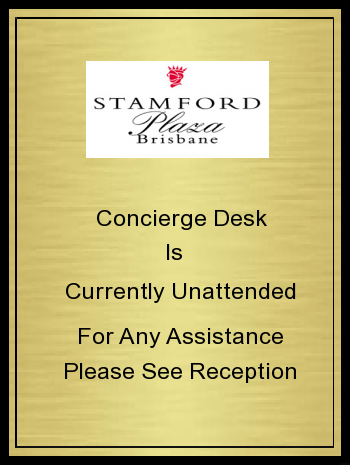 STAMFORD
Plaza
Brisbane
Concierge Desk
Is
Currently Unattended
For Any Assistance
Please See Reception